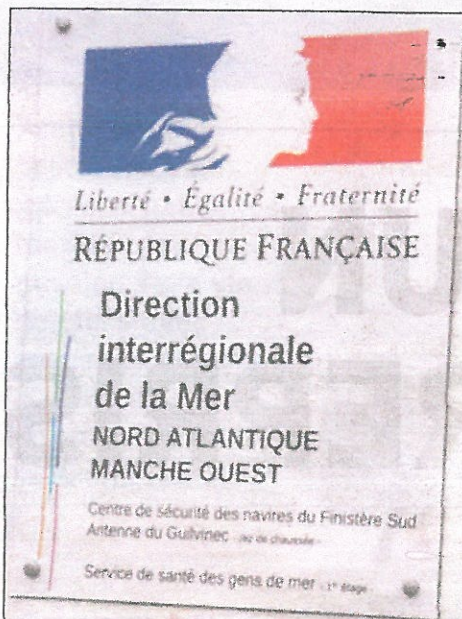 Liberté • Égalité • Fraternité
RÉPUBLIQUE FRANÇAISE
Direction
interrégionale
de la Mer
NORD ATLANTIQUE
MANCHE OUEST
Centre de sécurité des navires du Finistère Sud
Antenne du Guilvinec - rez de chaussée -
Service de santé des gens de mer - 1er étage -